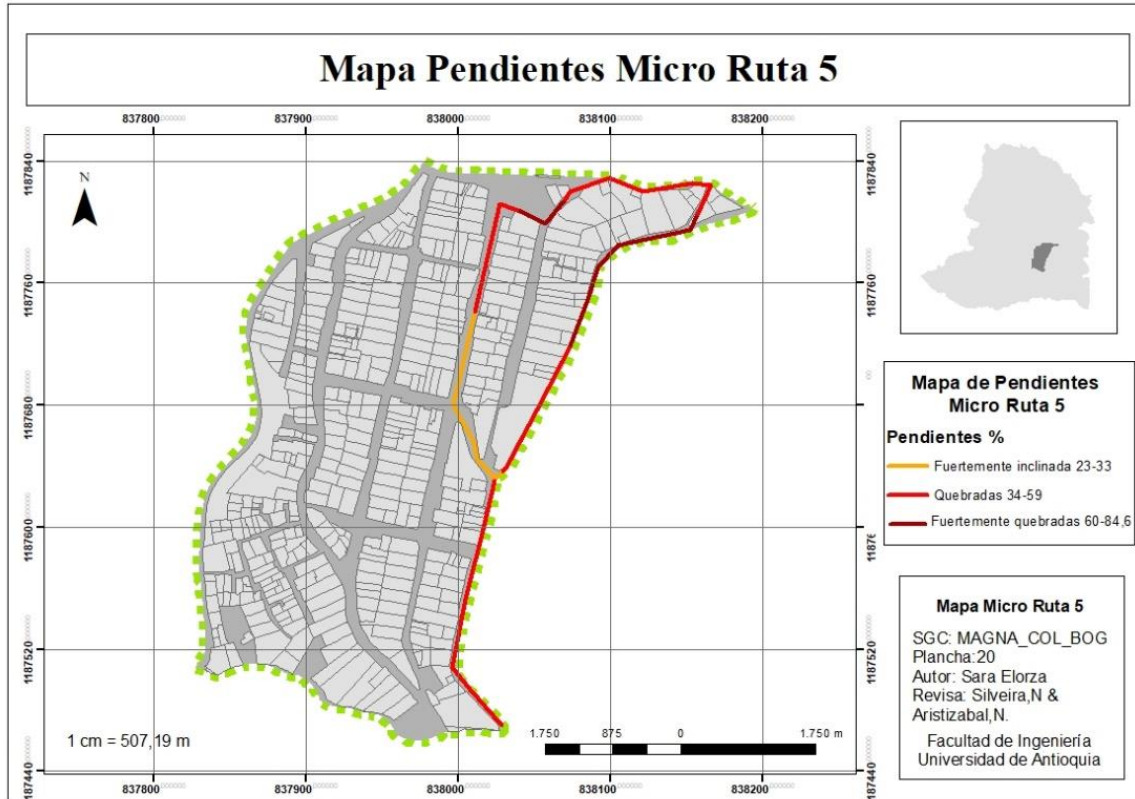 Mapa Pendientes Micro Ruta 5
837800 837900 838000 838100 838200
1187840 1187840
N
1187760 1187760
1187680
1187600
1187520 1187520
1187440 1187440
1 cm = 507,19 m
1.750 875 0 1.750 m
837800 837900 838000 838100 838200
Mapa de Pendientes
Micro Ruta 5
Pendientes %
Fuertemente inclinada 23-33
Quebradas 34-59
Fuertemente quebradas 60-84,6
Mapa Micro Ruta 5
SGC: MAGNA_COL_BOG
Plancha:20
Autor: Sara Elorza
Revisa: Silveira,N &
Aristizabal,N.
Facultad de Ingeniería
Universidad de Antioquia